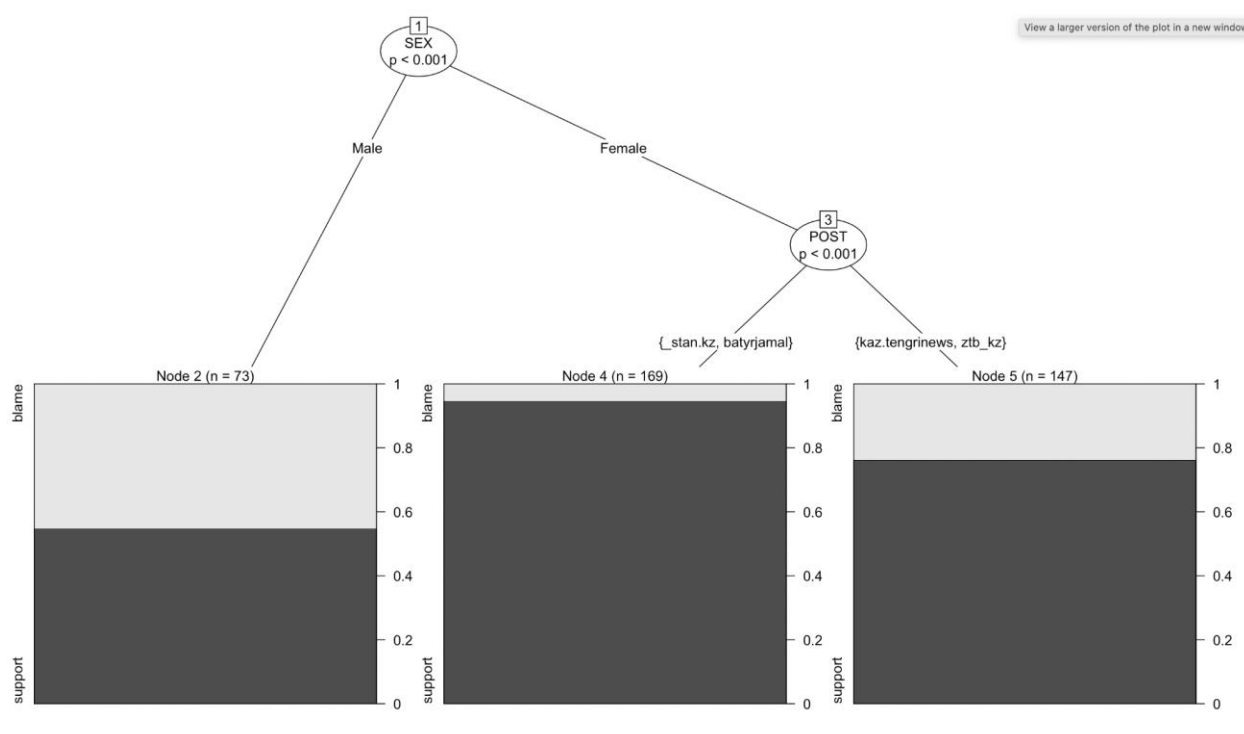 View a larger version of the plot in a new window
1
SEX
p < 0.001
Male
Female
3
POST
p < 0.001
{_stan.kz, batyrjamal}
{kaz.tengrinews, ztb_kz}
Node 2 (n = 73)
blame
support
1
0.8
0.6
0.4
0.2
0
Node 4 (n = 169)
blame
support
1
0.8
0.6
0.4
0.2
0
Node 5 (n = 147)
blame
support
1
0.8
0.6
0.4
0.2
0